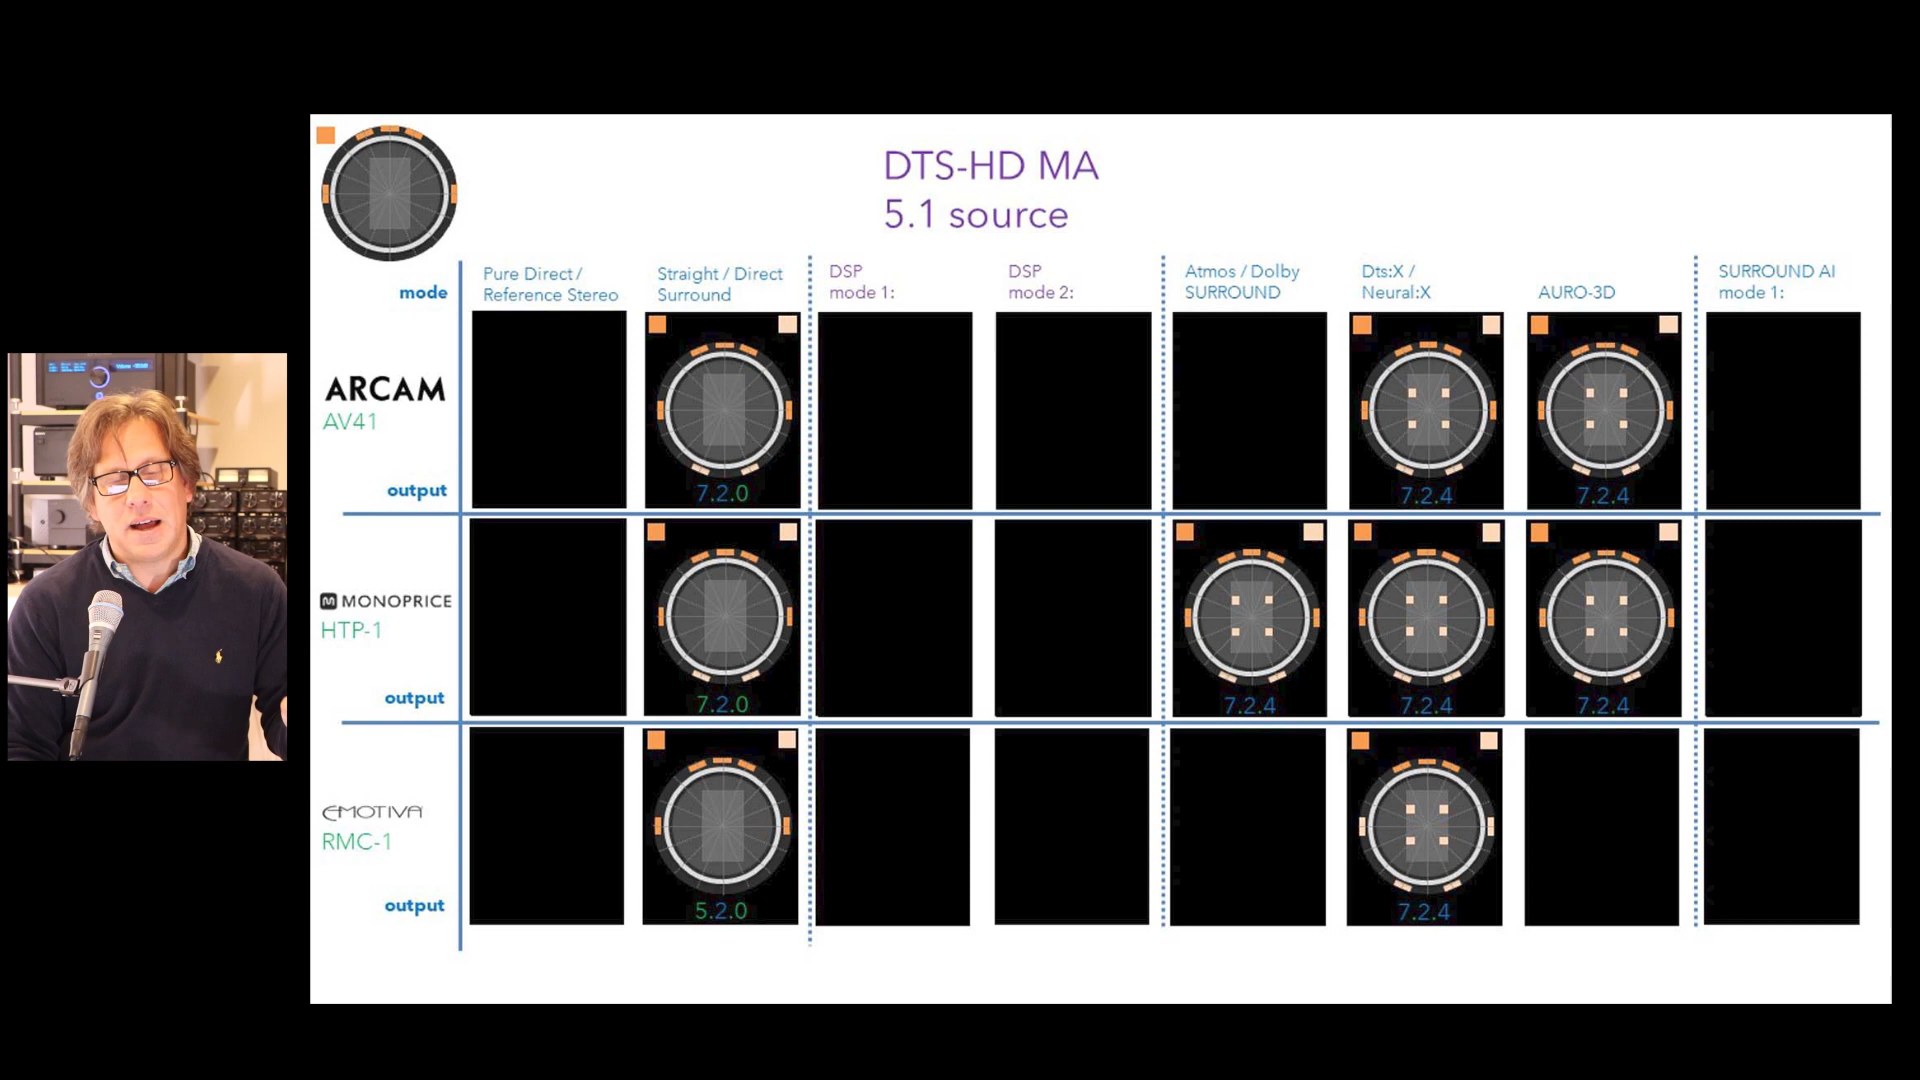 DTS-HD MA
5.1 source
mode
Pure Direct /
Reference Stereo
Straight / Direct
Surround
DSP
mode 1:
DSP
mode 2:
Atmos / Dolby
SURROUND
Dts:X /
Neural:X
AURO-3D
SURROUND AI
mode 1:
ARCAM
AV41
output
7.2.0
7.2.4
7.2.4
MONOPRICE
HTP-1
output
7.2.0
7.2.4
7.2.4
7.2.4
EMOTIVA
RMC-1
output
5.2.0
7.2.4